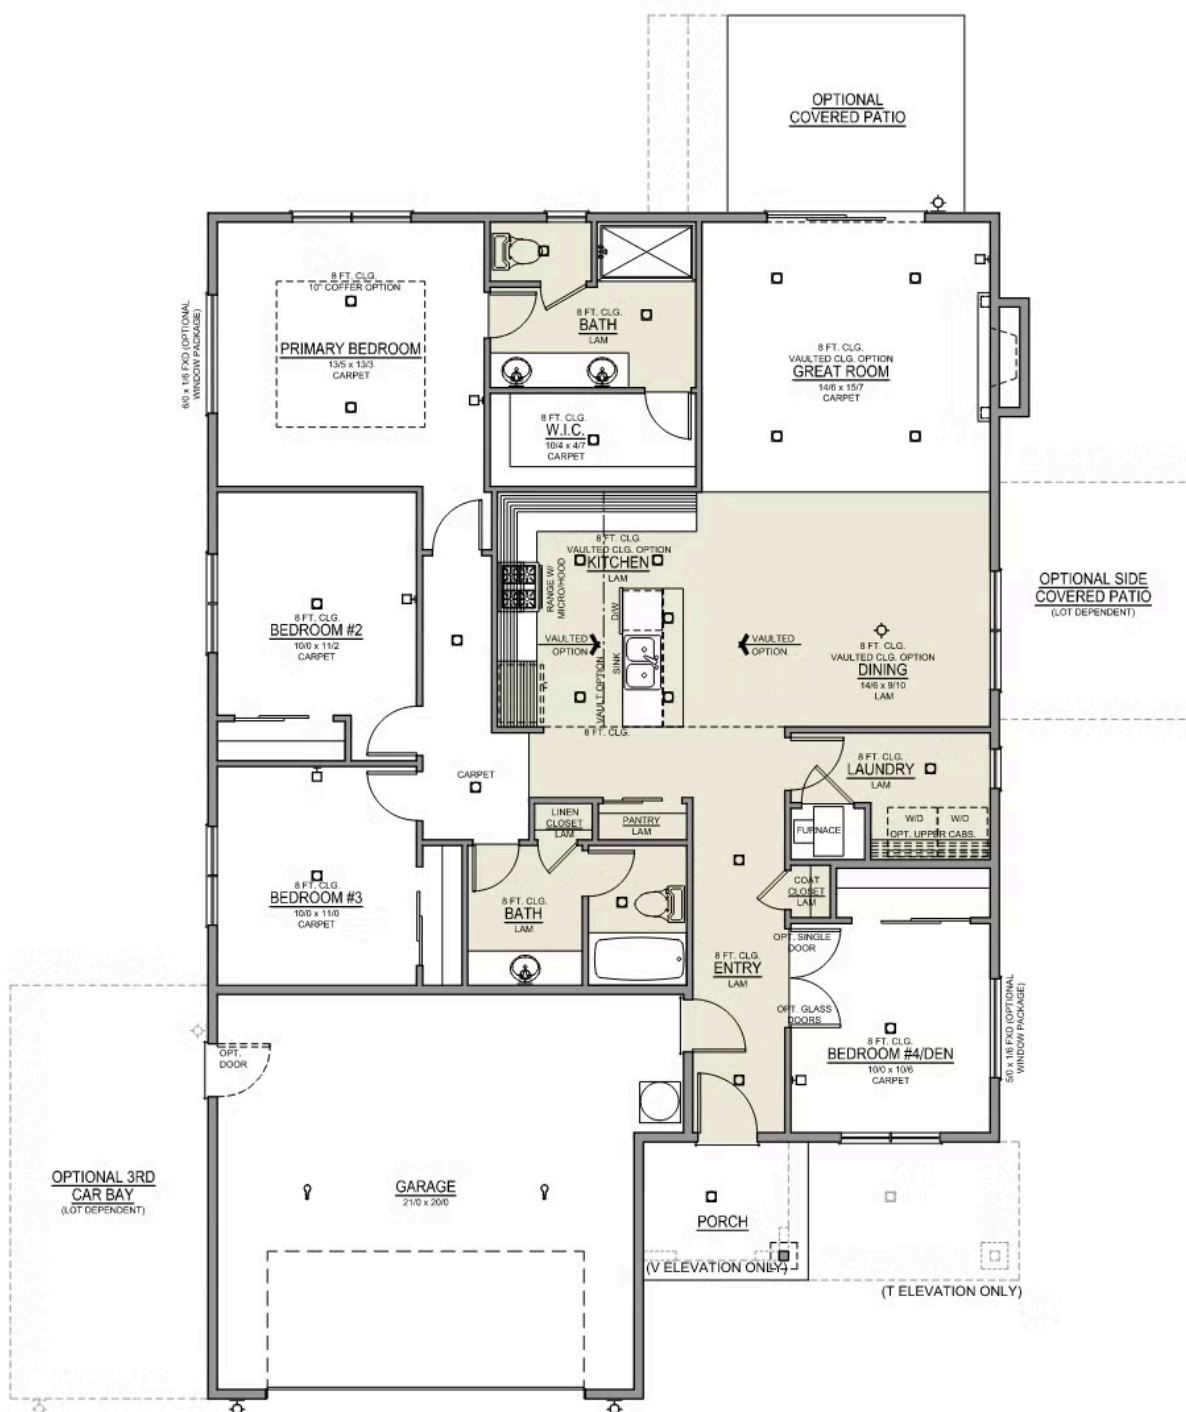 OPTIONAL
COVERED PATIO
8 FT. CLG.
10" COFFER OPTION
PRIMARY BEDROOM
13/5 x 13/3
CARPET
6/0 x 1/6 FXD (OPTIONAL
WINDOW PACKAGE)
8 FT. CLG.
BATH
LAM
8 FT. CLG.
W.I.C.
10/4 x 4/7
CARPET
8 FT. CLG.
VAULTED CLG. OPTION
GREAT ROOM
14/6 x 15/7
CARPET
8 FT. CLG.
VAULTED CLG. OPTION
KITCHEN
LAM
RANGE W/
MICRO/HOOD
D/W
SINK
VAULTED
OPTION
VAULT OPTION
VAULTED
OPTION
8 FT. CLG.
8 FT. CLG.
VAULTED CLG. OPTION
DINING
14/6 x 9/10
LAM
OPTIONAL SIDE
COVERED PATIO
(LOT DEPENDENT)
8 FT. CLG.
BEDROOM #2
10/0 x 11/2
CARPET
CARPET
8 FT. CLG.
LAUNDRY
LAM
W/D
W/D
OPT. UPPER CABS.
FURNACE
LINEN
CLOSET
LAM
PANTRY
LAM
COAT
CLOSET
LAM
8 FT. CLG.
BEDROOM #3
10/0 x 11/0
CARPET
8 FT. CLG.
BATH
LAM
8 FT. CLG.
ENTRY
LAM
OPT. SINGLE
DOOR
OPT. GLASS
DOORS
8 FT. CLG.
BEDROOM #4/DEN
10/0 x 10/6
CARPET
5/0 x 1/6 FXD (OPTIONAL
WINDOW PACKAGE)
OPT.
DOOR
OPTIONAL 3RD
CAR BAY
(LOT DEPENDENT)
GARAGE
21/0 x 20/0
PORCH
(V ELEVATION ONLY)
(T ELEVATION ONLY)